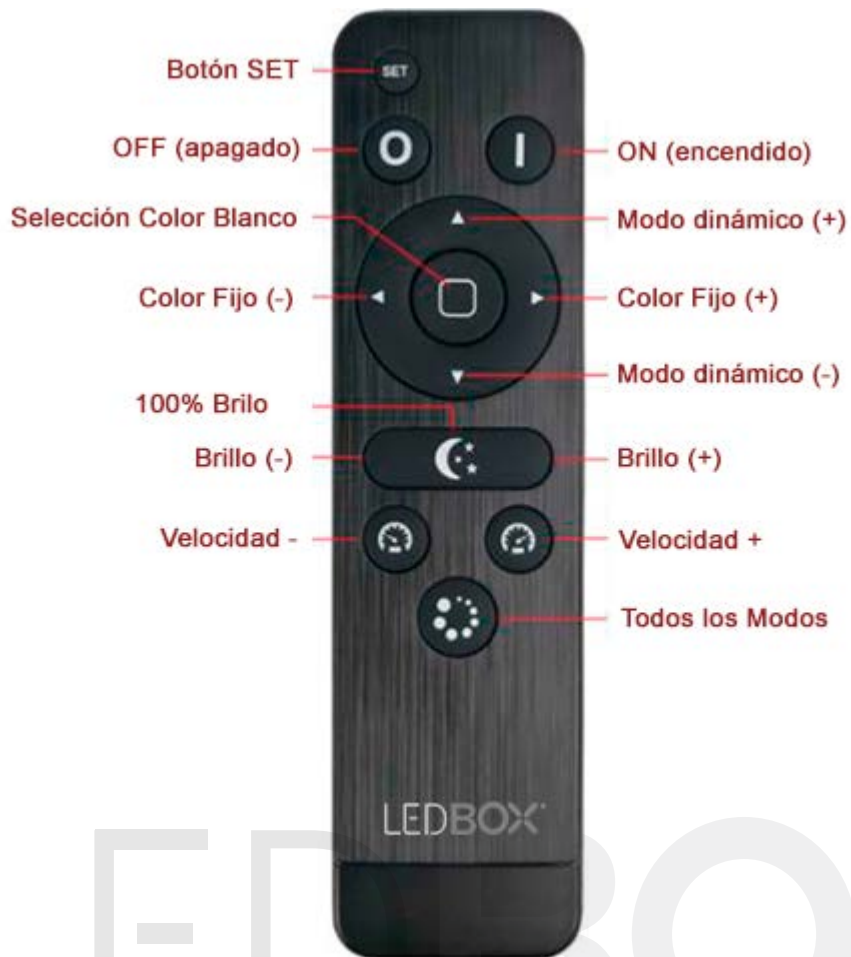 Botón SET
SET
OFF (apagado)
O
I
ON (encendido)
Selección Color Blanco
Modo dinámico (+)
Color Fijo (-)
Color Fijo (+)
Modo dinámico (-)
100% Brilo
Brillo (-)
Brillo (+)
Velocidad -
Velocidad +
Todos los Modos
LEDBOX
LEDBO